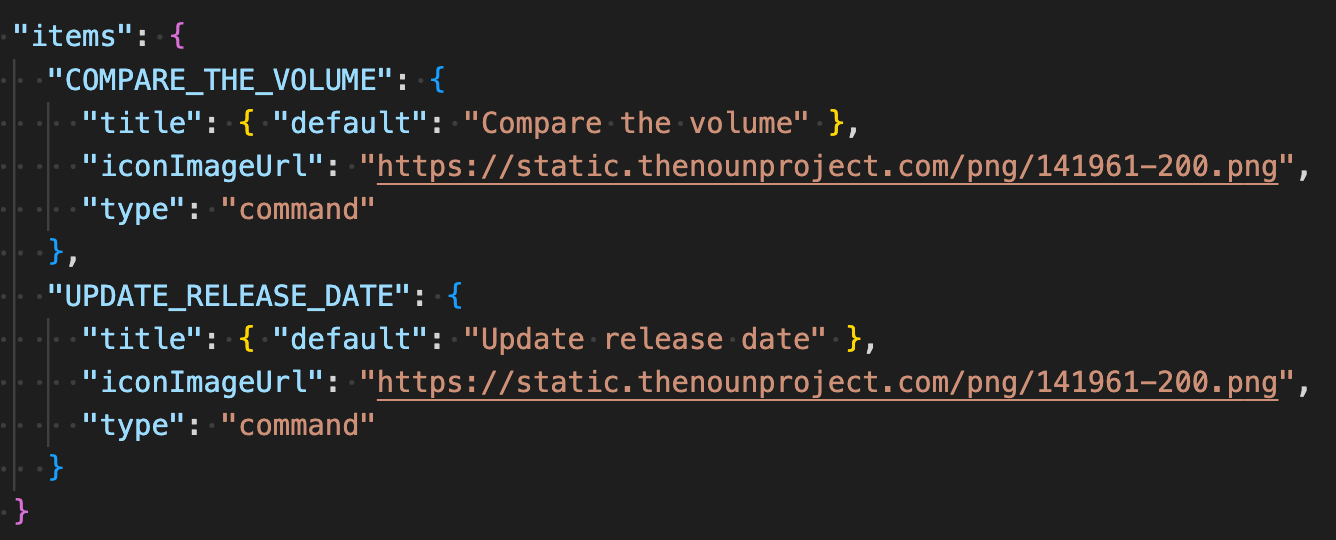 "items": {
"COMPARE_THE_VOLUME": {
"title": { "default": "Compare the volume" },
"iconImageUrl": "https://static.thenounproject.com/png/141961-200.png",
"type": "command"
},
"UPDATE_RELEASE_DATE": {
"title": { "default": "Update release date" },
"iconImageUrl": "https://static.thenounproject.com/png/141961-200.png",
"type": "command"
}
}